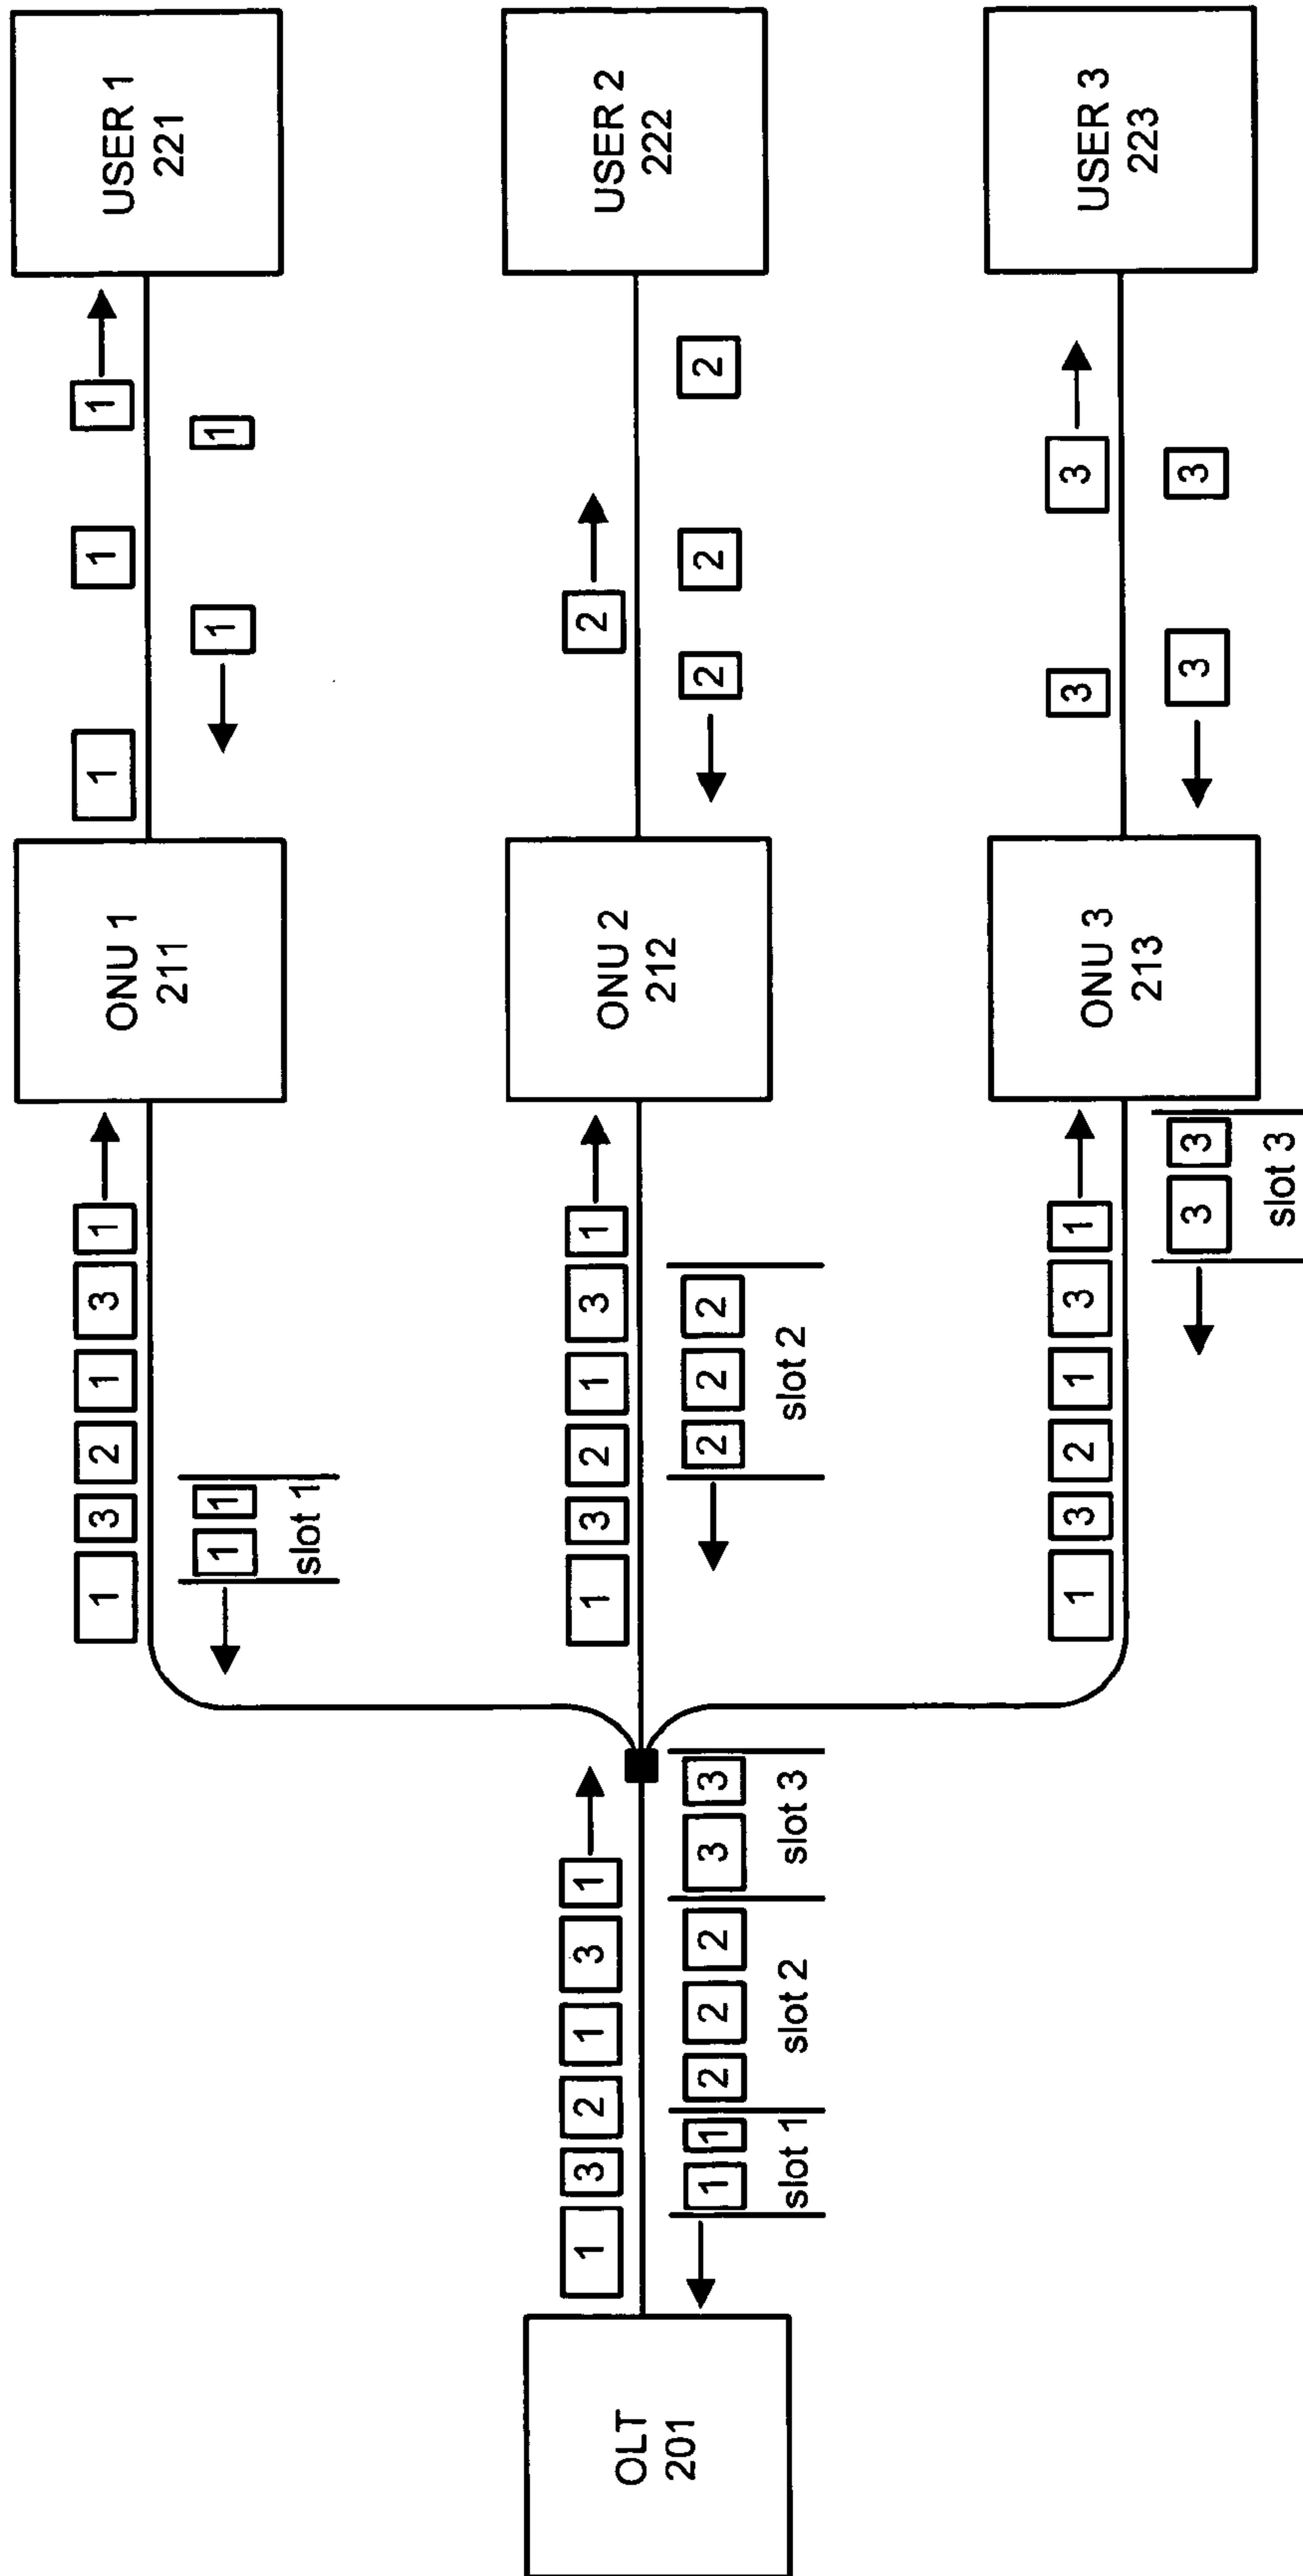 1 3 2 1 3 1
ONU 1
211
1 1 1
USER 1
221
1 1
slot 1
1 1
OLT
201
1 3 2 1 3 1
1 1 2 2 2 3 3
slot 1 slot 2 slot 3
1 3 2 1 3 1
2 2 2
slot 2
ONU 2
212
2
2 2 2
USER 2
222
1 3 2 1 3 1
3 3
slot 3
ONU 3
213
3 3
3 3
USER 3
223